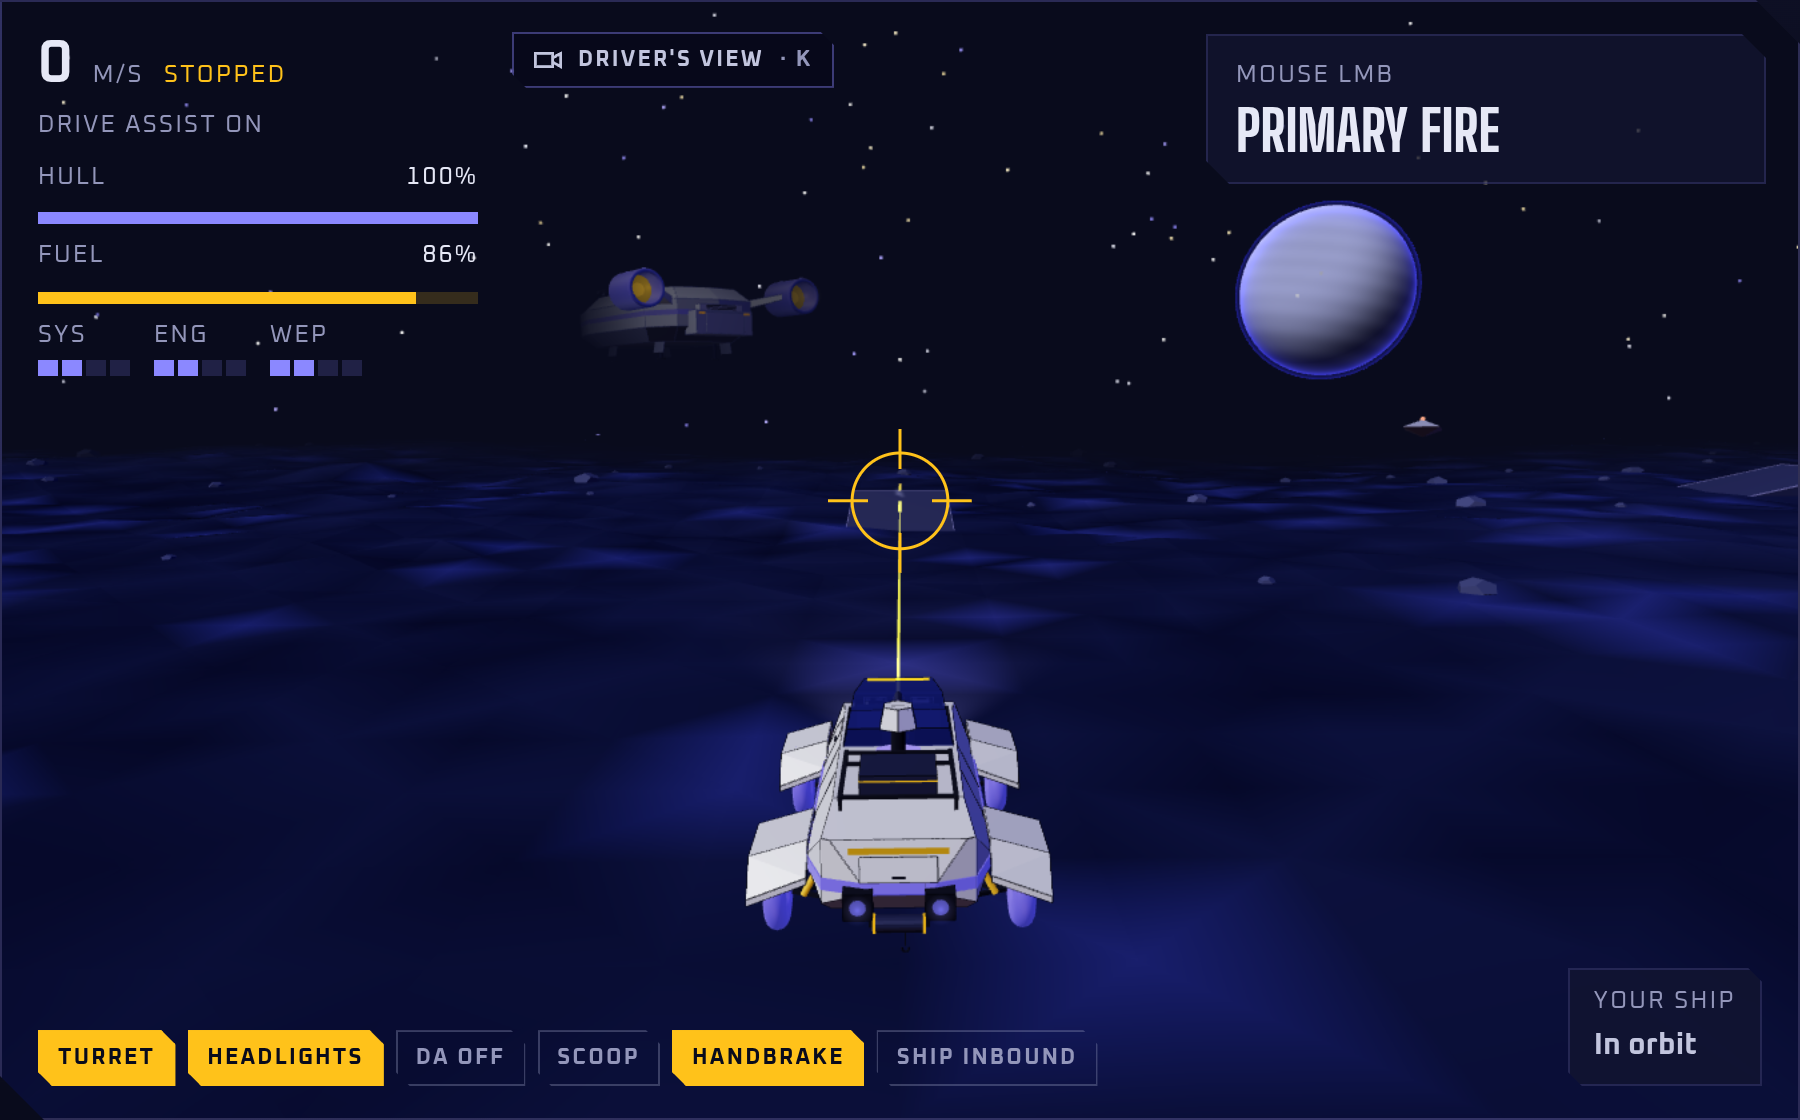 0 M/S STOPPED
DRIVE ASSIST ON
HULL 100%
FUEL 86%
SYS ENG WEP
DRIVER'S VIEW · K
MOUSE LMB
PRIMARY FIRE
TURRET HEADLIGHTS DA OFF SCOOP HANDBRAKE SHIP INBOUND
YOUR SHIP
In orbit